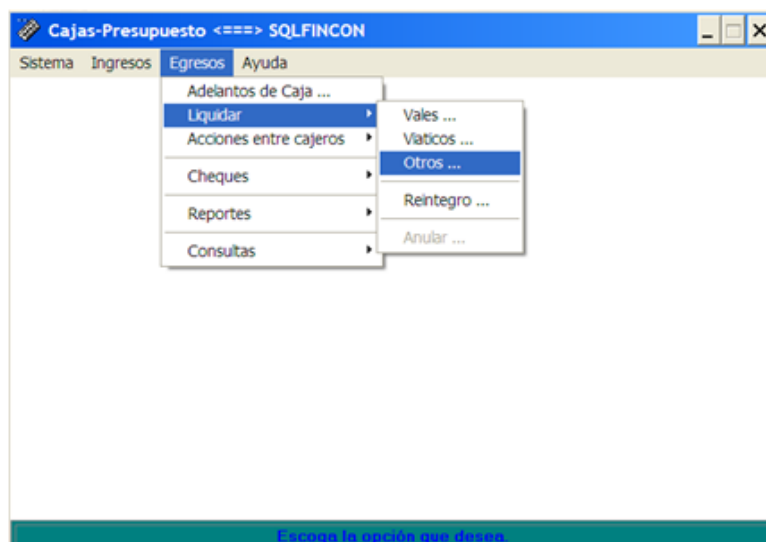 Cajas-Presupuesto <===> SQLFINCON
Sistema Ingresos Egresos Ayuda
Adelantos de Caja ...
Liquidar
Acciones entre cajeros
Cheques
Reportes
Consultas
Vales ...
Viaticos ...
Otros ...
Reintegro ...
Anular ...
Escoga la opción que desea.